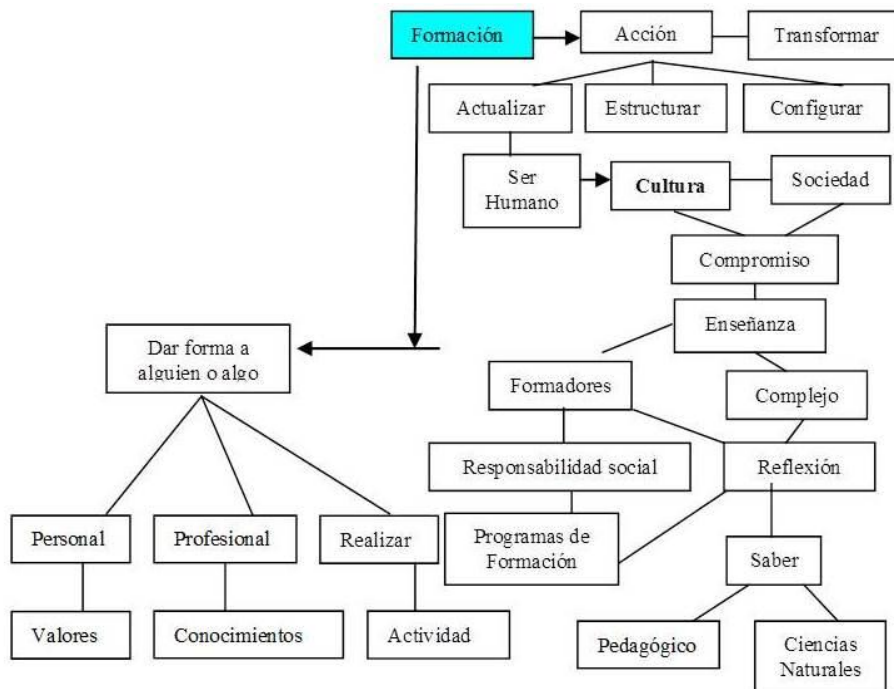 Formación
Acción
Transformar
Actualizar
Estructurar
Configurar
Ser
Humano
Cultura
Sociedad
Compromiso
Enseñanza
Dar forma a
alguien o algo
Formadores
Complejo
Responsabilidad social
Reflexión
Personal
Profesional
Realizar
Programas de
Formación
Saber
Valores
Conocimientos
Actividad
Pedagógico
Ciencias
Naturales